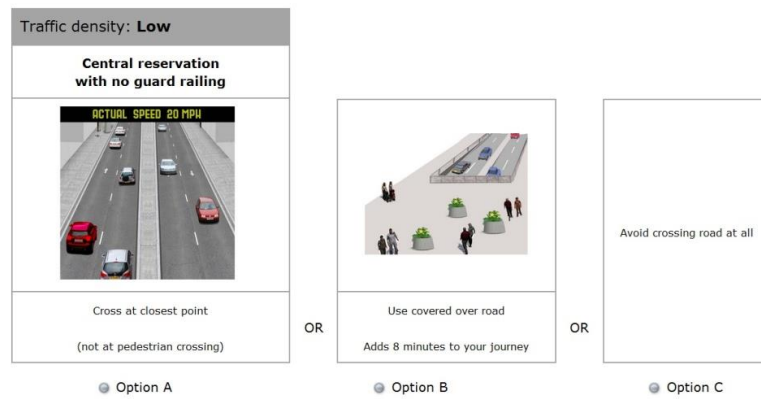 Traffic density: Low
Central reservation
with no guard railing
ACTUAL SPEED 20 MPH
Cross at closest point
(not at pedestrian crossing)
Option A
OR
Use covered over road
Adds 8 minutes to your journey
Option B
OR
Avoid crossing road at all
Option C